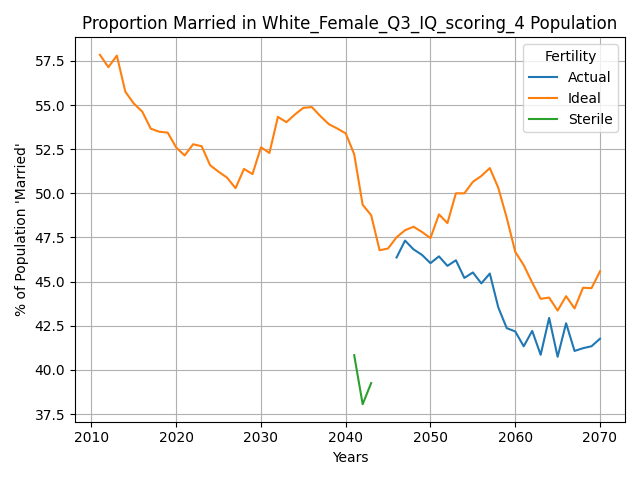 Proportion Married in White_Female_Q3_IQ_scoring_4 Population
% of Population 'Married'
57.5
55.0
52.5
50.0
47.5
45.0
42.5
40.0
37.5
Fertility
Actual
Ideal
Sterile
2010 2020 2030 2040 2050 2060 2070
Years